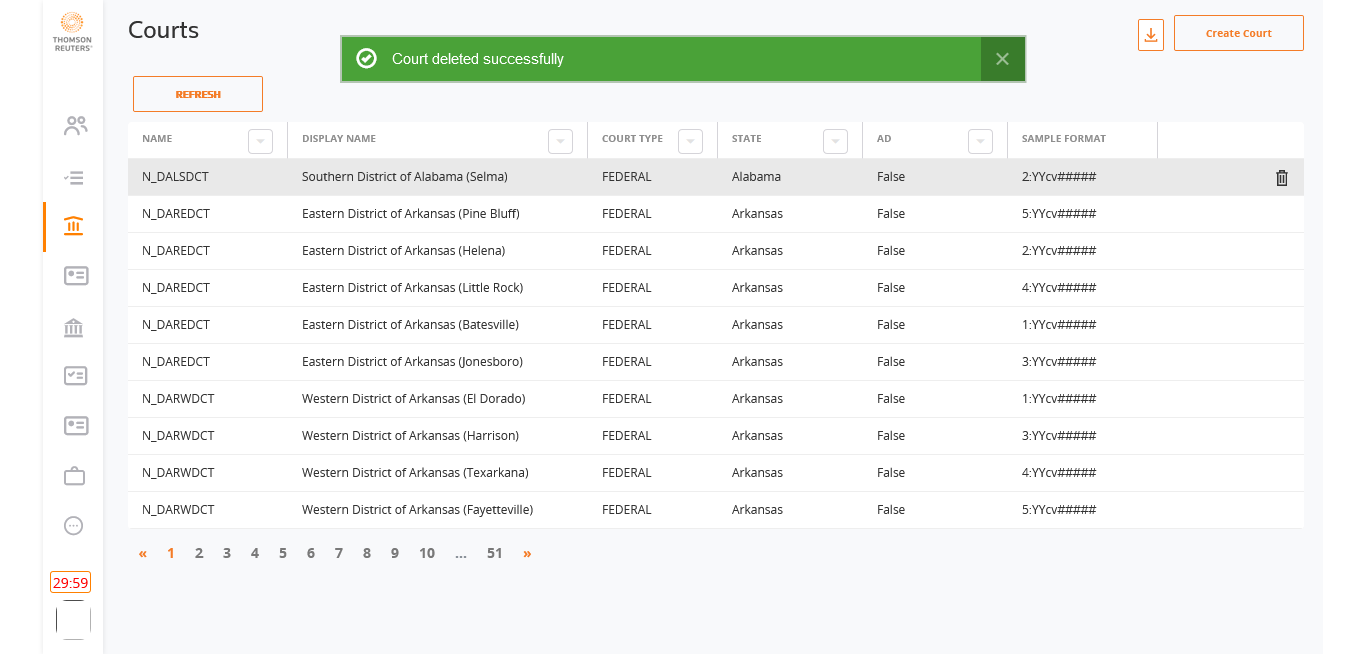 THOMSON
REUTERS
Courts
Court deleted successfully
Create Court
REFRESH
NAME DISPLAY NAME COURT TYPE STATE AD SAMPLE FORMAT
N_DALSDCT Southern District of Alabama (Selma) FEDERAL Alabama False 2:YYcv#####
N_DAREDCT Eastern District of Arkansas (Pine Bluff) FEDERAL Arkansas False 5:YYcv#####
N_DAREDCT Eastern District of Arkansas (Helena) FEDERAL Arkansas False 2:YYcv#####
N_DAREDCT Eastern District of Arkansas (Little Rock) FEDERAL Arkansas False 4:YYcv#####
N_DAREDCT Eastern District of Arkansas (Batesville) FEDERAL Arkansas False 1:YYcv#####
N_DAREDCT Eastern District of Arkansas (Jonesboro) FEDERAL Arkansas False 3:YYcv#####
N_DARWDCT Western District of Arkansas (El Dorado) FEDERAL Arkansas False 1:YYcv#####
N_DARWDCT Western District of Arkansas (Harrison) FEDERAL Arkansas False 3:YYcv#####
N_DARWDCT Western District of Arkansas (Texarkana) FEDERAL Arkansas False 4:YYcv#####
N_DARWDCT Western District of Arkansas (Fayetteville) FEDERAL Arkansas False 5:YYcv#####
« 1 2 3 4 5 6 7 8 9 10 ... 51 »
29:59